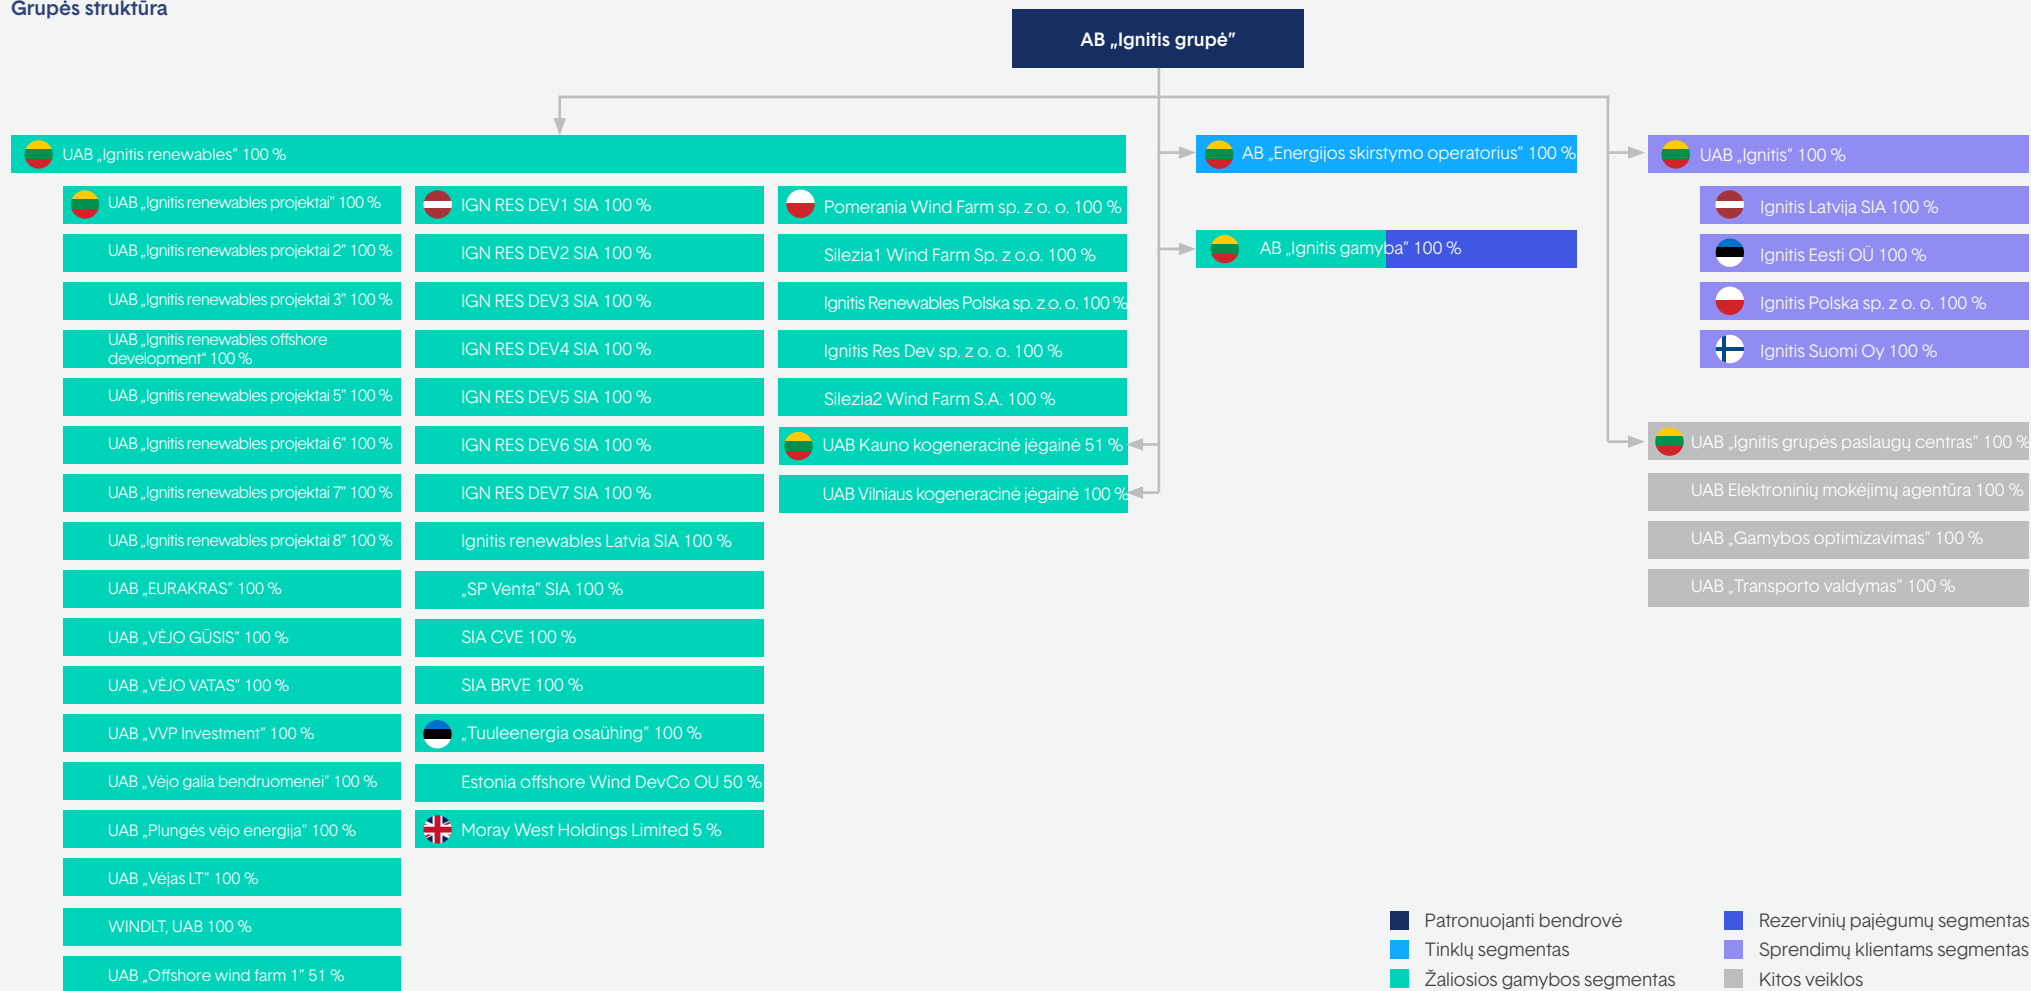 Grupės struktūra
AB „Ignitis grupė”
UAB „Ignitis renewables” 100 %
UAB „Ignitis renewables projektai” 100 %
UAB „Ignitis renewables projektai 2” 100 %
UAB „Ignitis renewables projektai 3” 100 %
UAB „Ignitis renewables offshore
development“ 100 %
UAB „Ignitis renewables projektai 5” 100 %
UAB „Ignitis renewables projektai 6” 100 %
UAB „Ignitis renewables projektai 7” 100 %
UAB „Ignitis renewables projektai 8” 100 %
UAB „EURAKRAS” 100 %
UAB „VĖJO GŪSIS” 100 %
UAB „VĖJO VATAS” 100 %
UAB „VVP Investment” 100 %
UAB „Vėjo galia bendruomenei” 100 %
UAB „Plungės vėjo energija” 100 %
UAB „Vėjas LT” 100 %
WINDLT, UAB 100 %
UAB „Offshore wind farm 1” 51 %
IGN RES DEV1 SIA 100 %
IGN RES DEV2 SIA 100 %
IGN RES DEV3 SIA 100 %
IGN RES DEV4 SIA 100 %
IGN RES DEV5 SIA 100 %
IGN RES DEV6 SIA 100 %
IGN RES DEV7 SIA 100 %
Ignitis renewables Latvia SIA 100 %
„SP Venta” SIA 100 %
SIA CVE 100 %
SIA BRVE 100 %
„Tuuleenergia osaühing” 100 %
Estonia offshore Wind DevCo OU 50 %
Moray West Holdings Limited 5 %
Pomerania Wind Farm sp. z o. o. 100 %
Silezia1 Wind Farm Sp. z o.o. 100 %
Ignitis Renewables Polska sp. z o. o. 100 %
Ignitis Res Dev sp. z o. o. 100 %
Silezia2 Wind Farm S.A. 100 %
UAB Kauno kogeneracinė jėgainė 51 %
UAB Vilniaus kogeneracinė jėgainė 100 %
AB „Energijos skirstymo operatorius” 100 %
AB „Ignitis gamyba” 100 %
UAB „Ignitis” 100 %
Ignitis Latvija SIA 100 %
Ignitis Eesti OÜ 100 %
Ignitis Polska sp. z o. o. 100 %
Ignitis Suomi Oy 100 %
UAB „Ignitis grupės paslaugų centras” 100 %
UAB Elektroninių mokėjimų agentūra 100 %
UAB „Gamybos optimizavimas” 100 %
UAB „Transporto valdymas” 100 %
Patronuojanti bendrovė
Tinklų segmentas
Žaliosios gamybos segmentas
Rezervinių pajėgumų segmentas
Sprendimų klientams segmentas
Kitos veiklos